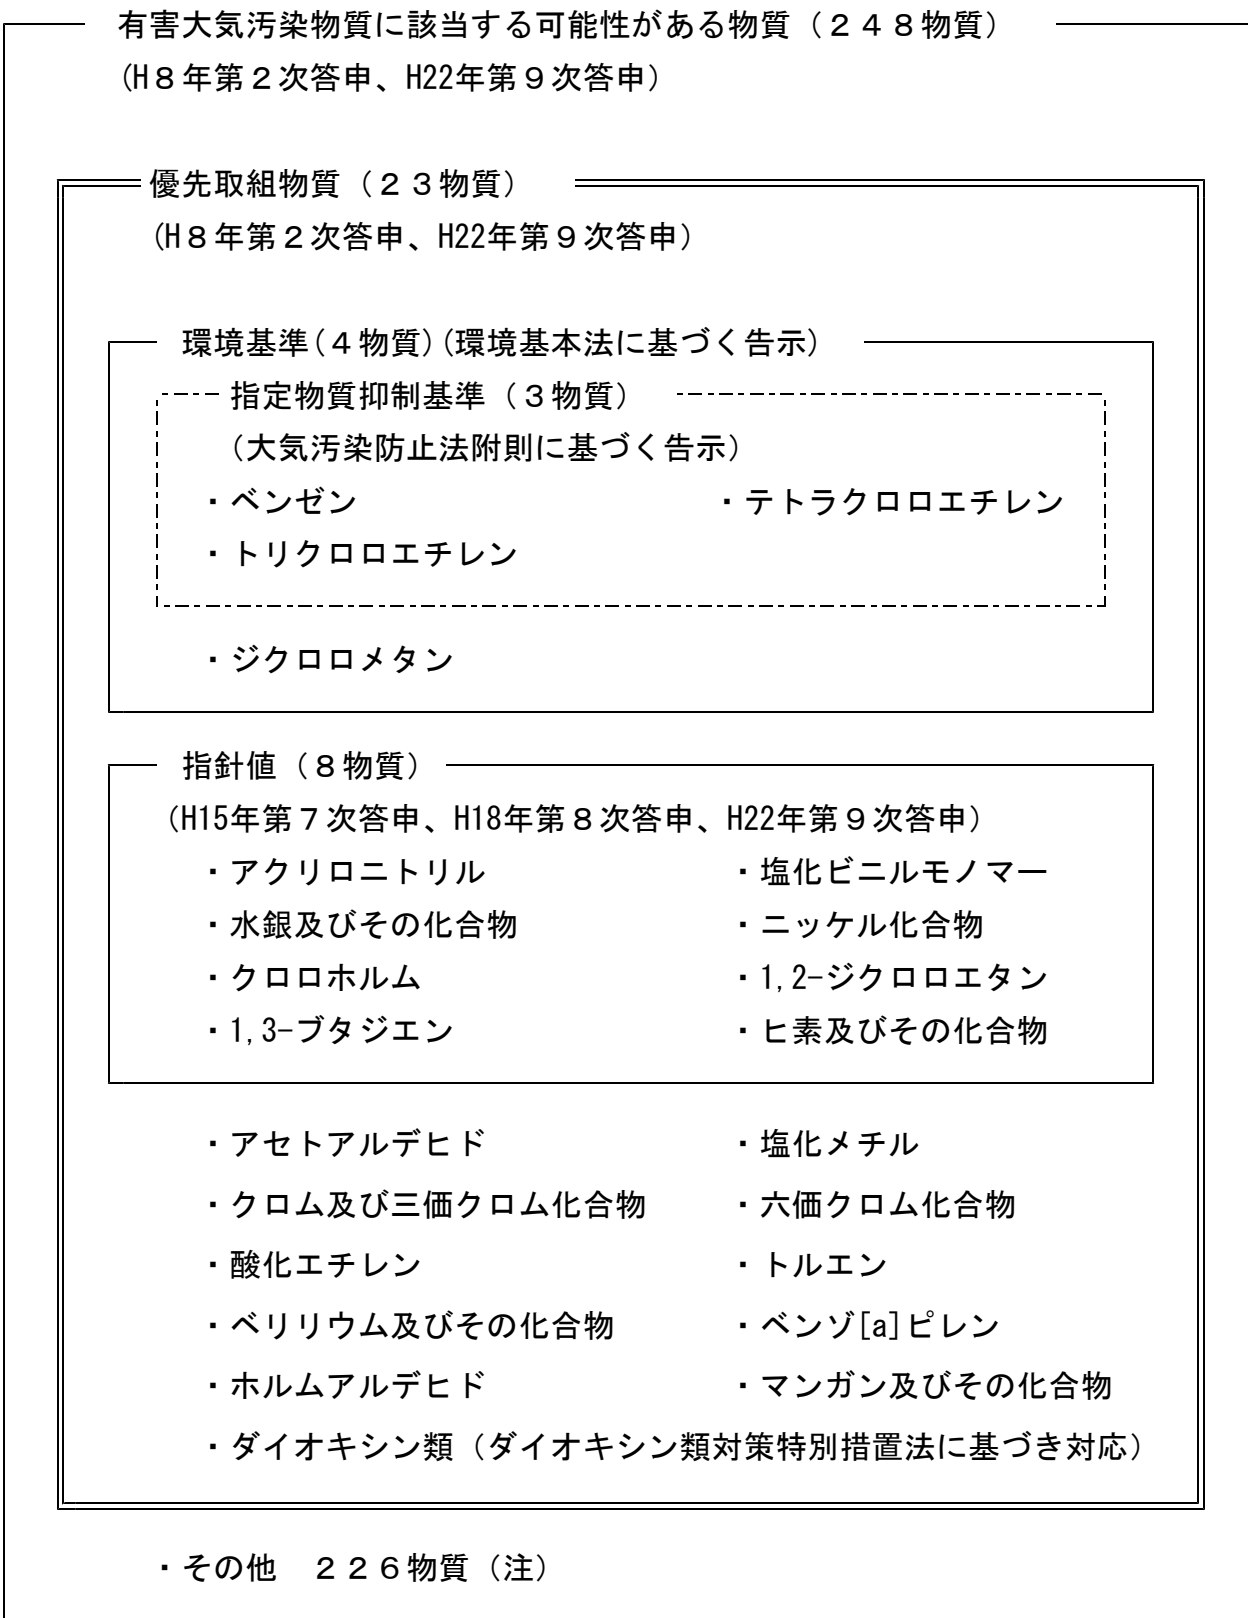 有害大気汚染物質に該当する可能性がある物質（２４８物質）
(H８年第２次答申、H22年第９次答申)
優先取組物質（２３物質）
(H８年第２次答申、H22年第９次答申)
環境基準(４物質)(環境基本法に基づく告示)
指定物質抑制基準（３物質）
（大気汚染防止法附則に基づく告示）
・ベンゼン ・テトラクロロエチレン
・トリクロロエチレン
・ジクロロメタン
指針値（８物質）
(H15年第７次答申、H18年第８次答申、H22年第９次答申)
・アクリロニトリル ・塩化ビニルモノマー
・水銀及びその化合物 ・ニッケル化合物
・クロロホルム ・1,2-ジクロロエタン
・1,3-ブタジエン ・ヒ素及びその化合物
・アセトアルデヒド ・塩化メチル
・クロム及び三価クロム化合物 ・六価クロム化合物
・酸化エチレン ・トルエン
・ベリリウム及びその化合物 ・ベンゾ[a]ピレン
・ホルムアルデヒド ・マンガン及びその化合物
・ダイオキシン類（ダイオキシン類対策特別措置法に基づき対応）
・その他　２２６物質（注）